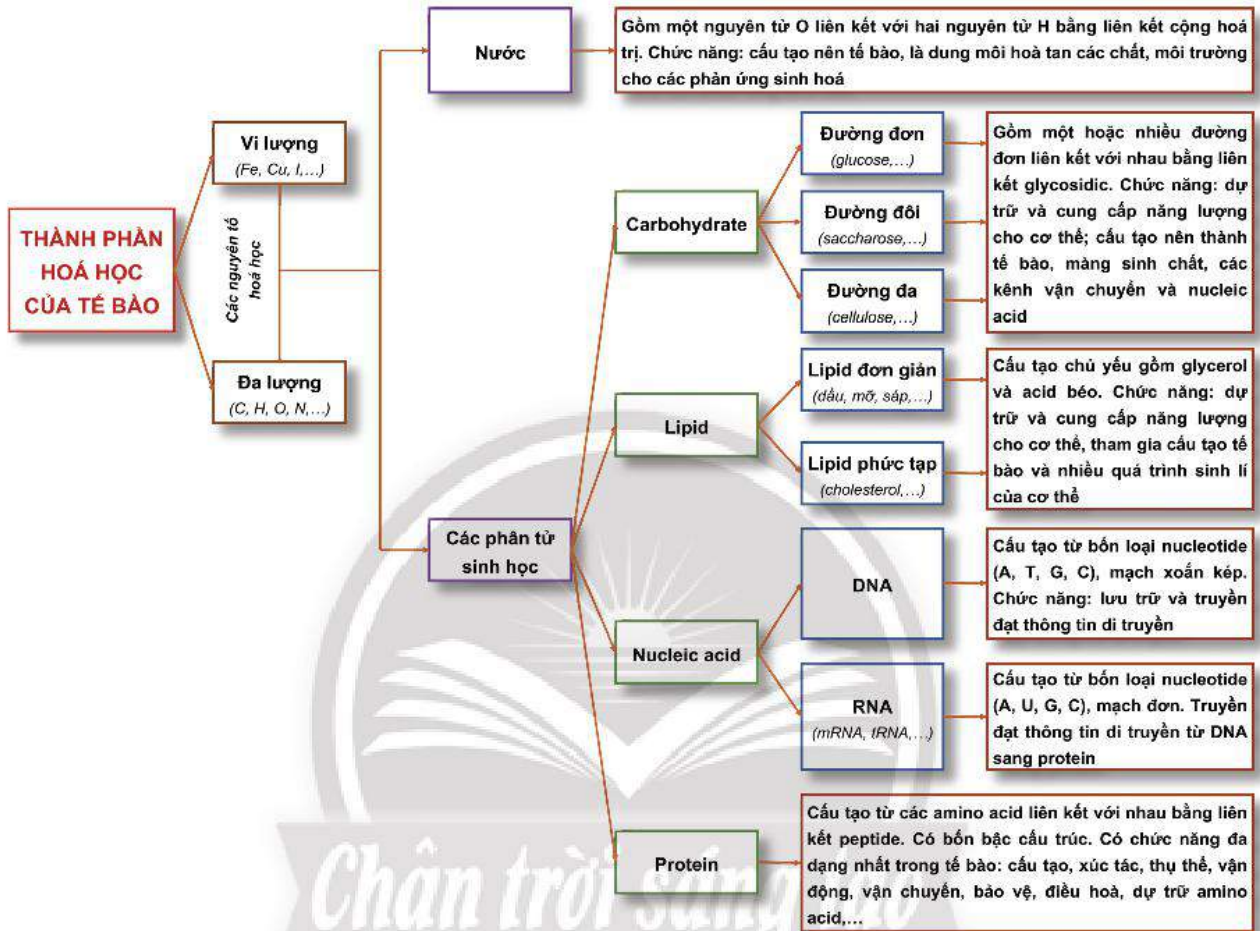 THÀNH PHẦN
HOÁ HỌC
CỦA TẾ BÀO
Vi lượng
(Fe, Cu, I,…)
Các nguyên tố
hoá học
Đa lượng
(C, H, O, N,…)
Nước
Gồm một nguyên tử O liên kết với hai nguyên tử H bằng liên kết cộng hoá
trị. Chức năng: cấu tạo nên tế bào, là dung môi hoà tan các chất, môi trường
cho các phản ứng sinh hoá
Các phân tử
sinh học
Carbohydrate
Đường đơn
(glucose,…)
Đường đôi
(saccharose,…)
Đường đa
(cellulose,…)
Gồm một hoặc nhiều đường
đơn liên kết với nhau bằng liên
kết glycosidic. Chức năng: dự
trữ và cung cấp năng lượng
cho cơ thể; cấu tạo nên thành
tế bào, màng sinh chất, các
kênh vận chuyển và nucleic
acid
Lipid
Lipid đơn giản
(dầu, mỡ, sáp,…)
Lipid phức tạp
(cholesterol,…)
Cấu tạo chủ yếu gồm glycerol
và acid béo. Chức năng: dự
trữ và cung cấp năng lượng
cho cơ thể, tham gia cấu tạo tế
bào và nhiều quá trình sinh lí
của cơ thể
Nucleic acid
DNA
Cấu tạo từ bốn loại nucleotide
(A, T, G, C), mạch xoắn kép.
Chức năng: lưu trữ và truyền
đạt thông tin di truyền
RNA
(mRNA, tRNA,…)
Cấu tạo từ bốn loại nucleotide
(A, U, G, C), mạch đơn. Truyền
đạt thông tin di truyền từ DNA
sang protein
Protein
Cấu tạo từ các amino acid liên kết với nhau bằng liên
kết peptide. Có bốn bậc cấu trúc. Có chức năng đa
dạng nhất trong tế bào: cấu tạo, xúc tác, thụ thể, vận
động, vận chuyển, bảo vệ, điều hoà, dự trữ amino
acid,…
Chân trời sáng tạo